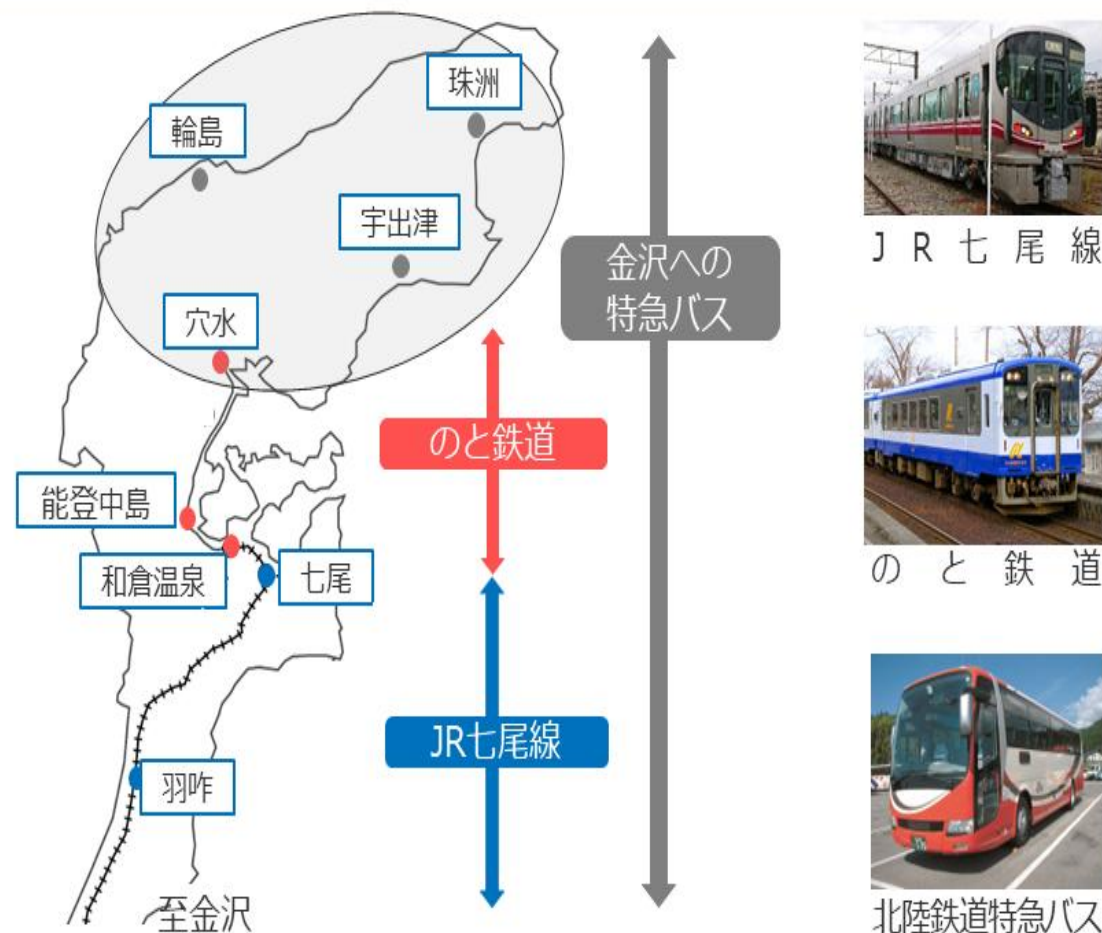 珠洲
輪島
宇出津
金沢への
特急バス
穴水
のと鉄道
能登中島
和倉温泉
七尾
JR七尾線
羽咋
至金沢
JR七尾線
のと鉄道
北陸鉄道特急バス